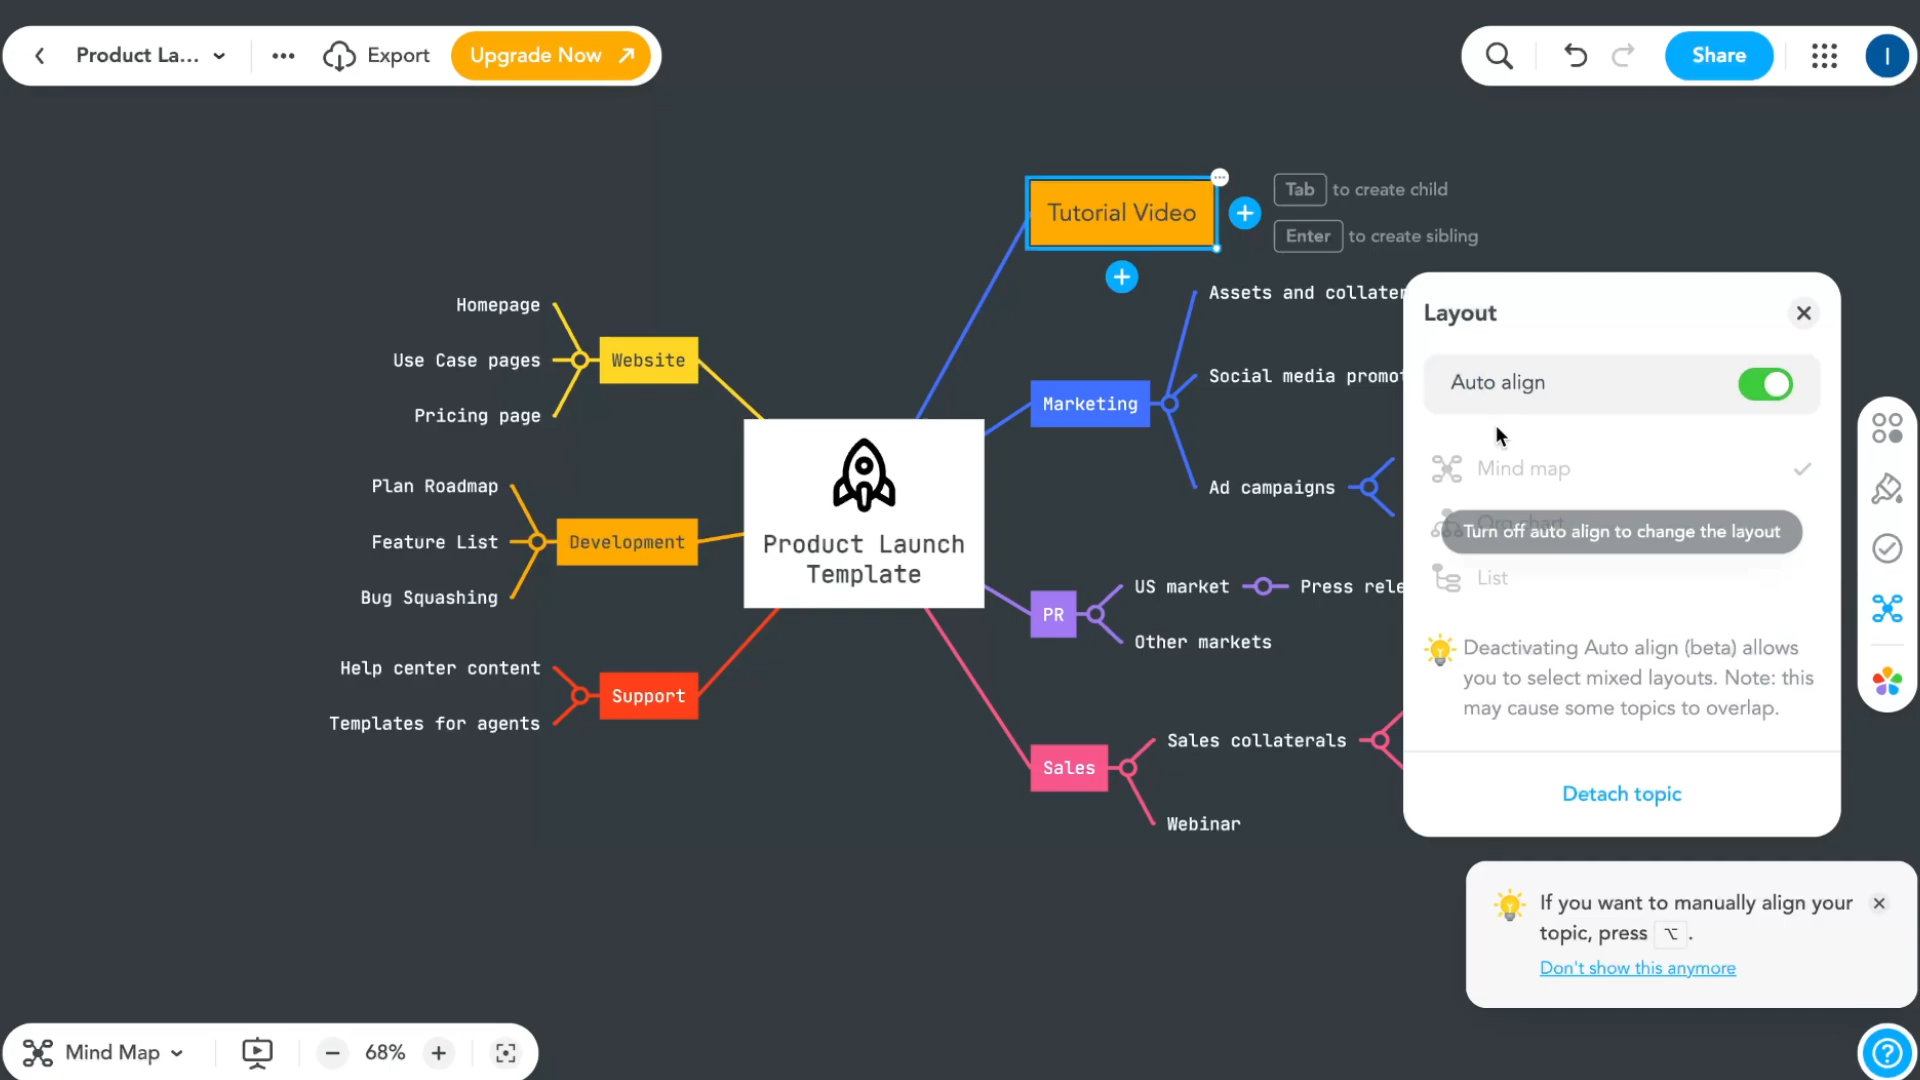 Product La...
Export
Upgrade Now
Share
I
Tutorial Video
Tab to create child
Enter to create sibling
Homepage
Use Case pages
Pricing page
Website
Plan Roadmap
Feature List
Bug Squashing
Development
Help center content
Templates for agents
Support
Product Launch
Template
Assets and collater
Social media promot
Marketing
Ad campaigns
PR
US market
Press rele
Other markets
Sales
Sales collaterals
Webinar
Layout
Auto align
Mind map
Org chart
Turn off auto align to change the layout
List
Deactivating Auto align (beta) allows
you to select mixed layouts. Note: this
may cause some topics to overlap.
Detach topic
If you want to manually align your
topic, press ⌥ .
Don't show this anymore
Mind Map
68%